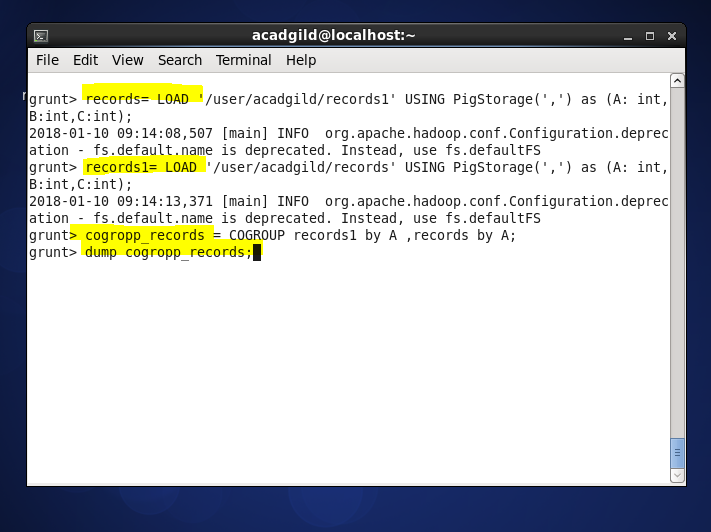 acadgild@localhost:~
File Edit View Search Terminal Help
grunt> records= LOAD '/user/acadgild/records1' USING PigStorage(',') as (A: int,
B:int,C:int);
2018-01-10 09:14:08,507 [main] INFO  org.apache.hadoop.conf.Configuration.deprec
ation - fs.default.name is deprecated. Instead, use fs.defaultFS
grunt> records1= LOAD '/user/acadgild/records' USING PigStorage(',') as (A: int,
B:int,C:int);
2018-01-10 09:14:13,371 [main] INFO  org.apache.hadoop.conf.Configuration.deprec
ation - fs.default.name is deprecated. Instead, use fs.defaultFS
grunt> cogropp_records = COGROUP records1 by A ,records by A;
grunt> dump cogropp_records;